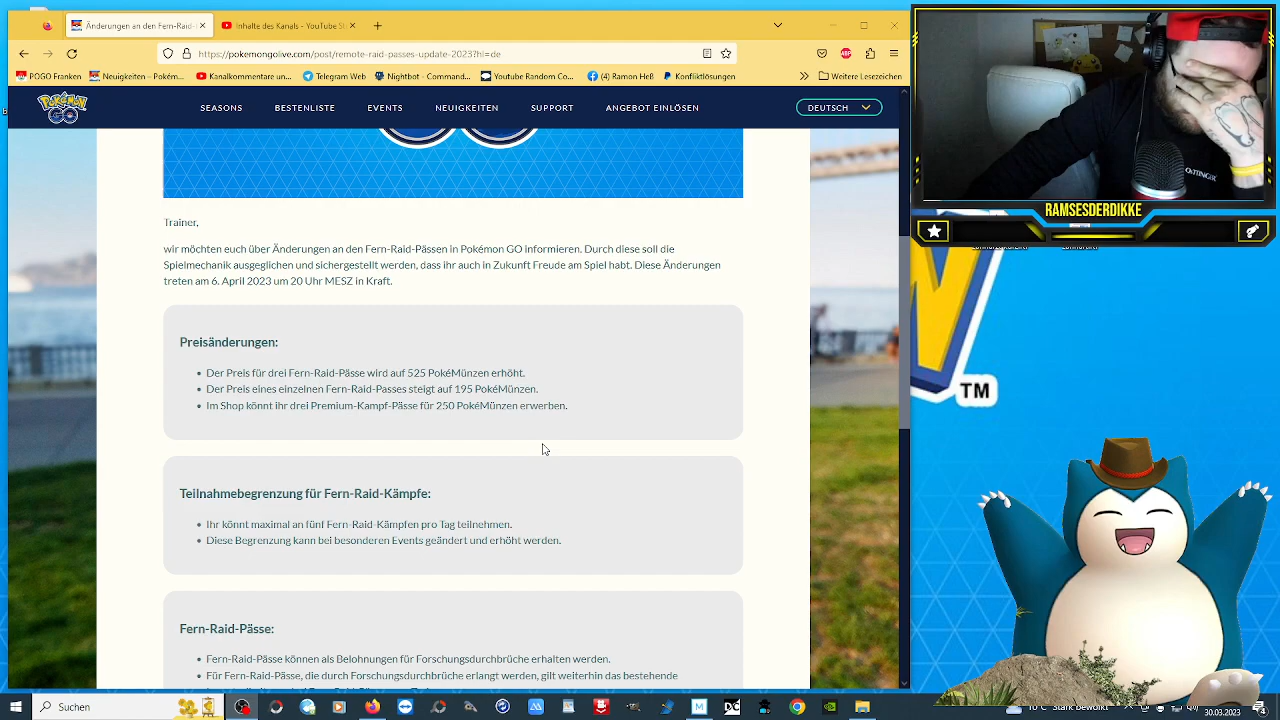 Änderungen an den Fern-Raid-
Inhalte des Kanals - YouTube St
https://pokemongolive.com/post/remote-raid-passes-update-2023?hl=de
POGO Franken
Neuigkeiten – Pokém…
Kanalkommentare un…
Telegram Web
Nightbot - Command…
Youtube Random Co…
(4) Ramon Heß
Konfliktlösungen
Weitere Lesezeichen
POKÉMON GO
SEASONS
BESTENLISTE
EVENTS
NEUIGKEITEN
SUPPORT
ANGEBOT EINLÖSEN
DEUTSCH
Trainer,
wir möchten euch über Änderungen an den Fern-Raid-Pässen in Pokémon GO informieren. Durch diese soll die
Spielmechanik ausgeglichen und sichergestellt werden, dass ihr auch in Zukunft Freude am Spiel habt. Diese Änderungen
treten am 6. April 2023 um 20 Uhr MESZ in Kraft.
Preisänderungen:
Der Preis für drei Fern-Raid-Pässe wird auf 525 PokéMünzen erhöht.
Der Preis eines einzelnen Fern-Raid-Passes steigt auf 195 PokéMünzen.
Im Shop könnt ihr drei Premium-Kampf-Pässe für 250 PokéMünzen erwerben.
Teilnahmebegrenzung für Fern-Raid-Kämpfe:
Ihr könnt maximal an fünf Fern-Raid-Kämpfen pro Tag teilnehmen.
Diese Begrenzung kann bei besonderen Events geändert und erhöht werden.
Fern-Raid-Pässe:
Fern-Raid-Pässe können als Belohnungen für Forschungsdurchbrüche erhalten werden.
Für Fern-Raid-Pässe, die durch Forschungsdurchbrüche erlangt werden, gilt weiterhin das bestehende
RAMSESDERDIKKE
TM
Suchen
10°C Stark bewölkt
30.03.2023